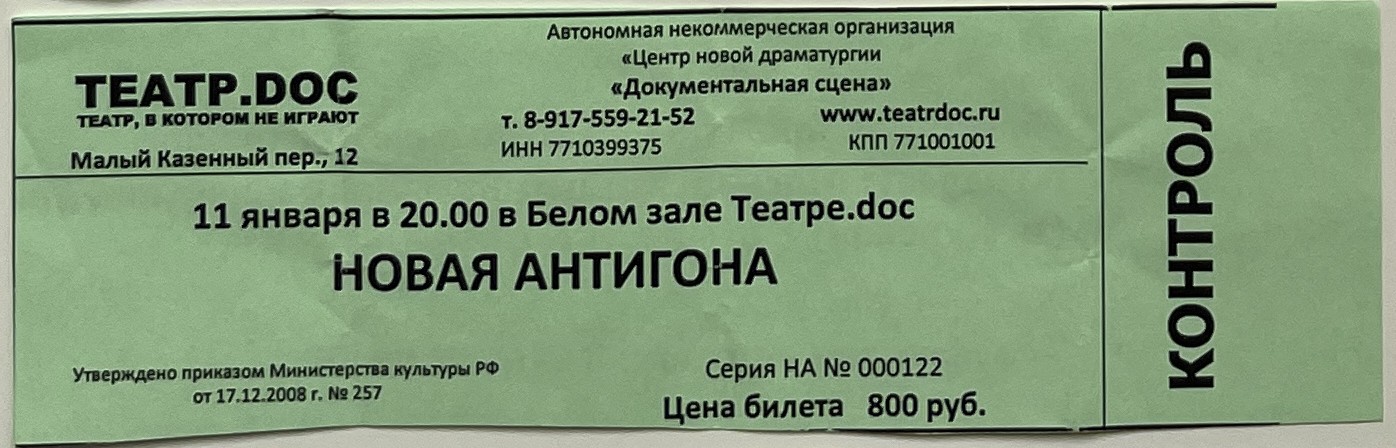 ТЕАТР.DOC
ТЕАТР, В КОТОРОМ НЕ ИГРАЮТ
Малый Казенный пер., 12
Автономная некоммерческая организация
«Центр новой драматургии
«Документальная сцена»
т. 8-917-559-21-52 www.teatrdoc.ru
ИНН 7710399375 КПП 771001001
11 января в 20.00 в Белом зале Театре.doc
НОВАЯ АНТИГОНА
Утверждено приказом Министерства культуры РФ
от 17.12.2008 г. № 257
Серия НА № 000122
Цена билета 800 руб.
КОНТРОЛЬ